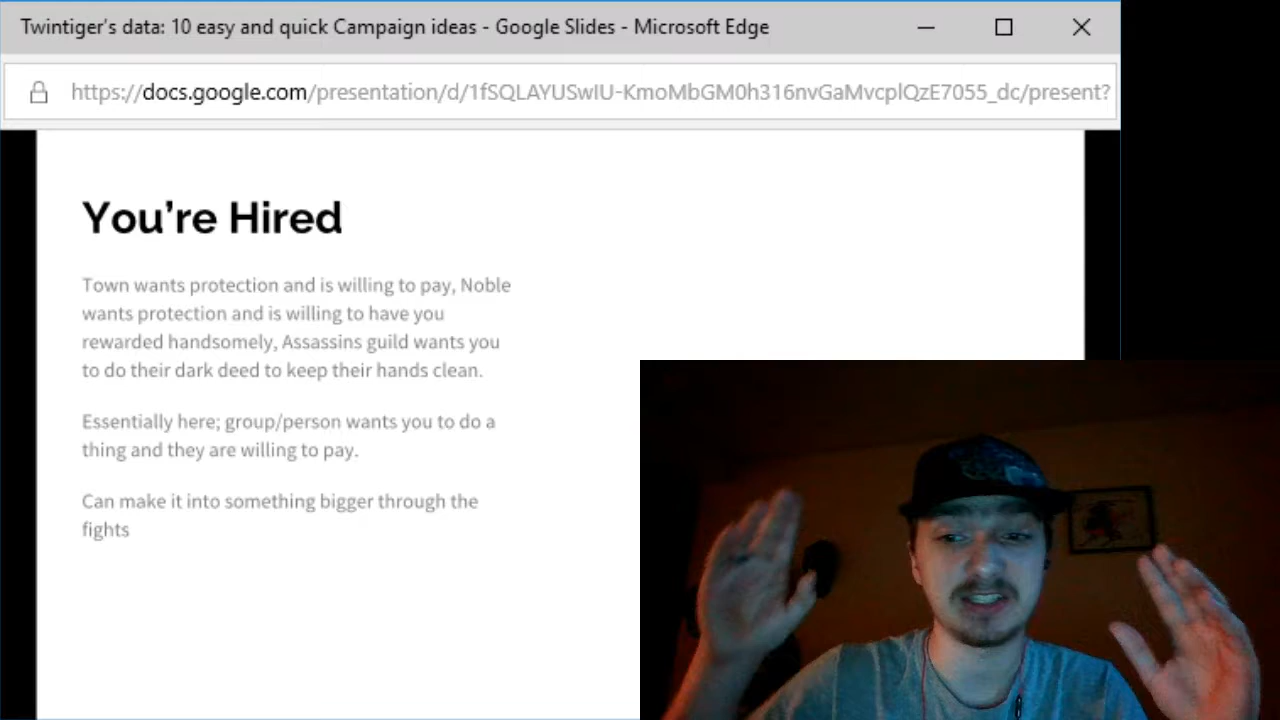 Twintiger's data: 10 easy and quick Campaign ideas - Google Slides - Microsoft Edge
https://docs.google.com/presentation/d/1fSQLAYUSwIU-KmoMbGM0h316nvGaMvcplQzE7055_dc/present?
You're Hired
Town wants protection and is willing to pay, Noble
wants protection and is willing to have you
rewarded handsomely, Assassins guild wants you
to do their dark deed to keep their hands clean.
Essentially here; group/person wants you to do a
thing and they are willing to pay.
Can make it into something bigger through the
fights